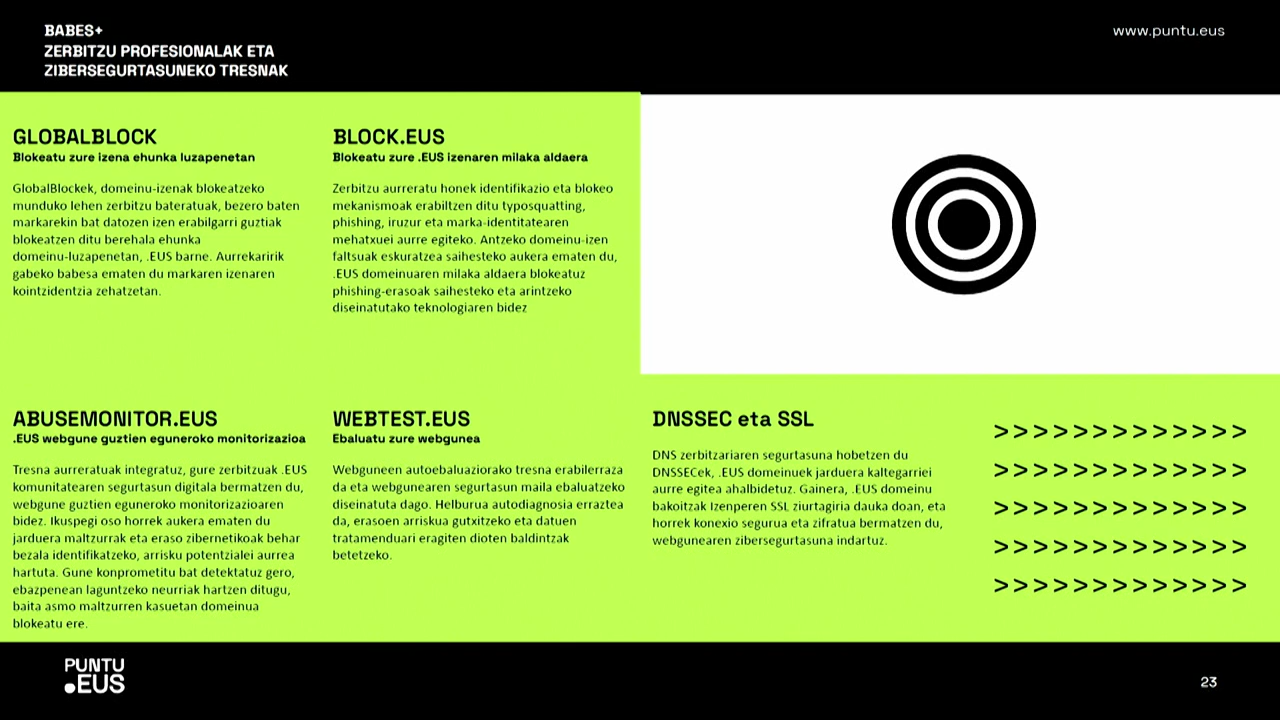 BABES+
ZERBITZU PROFESIONALAK ETA
ZIBERSEGURTASUNEKO TRESNAK
www.puntu.eus
GLOBALBLOCK
Blokeatu zure izena ehunka luzapenetan
GlobalBlockek, domeinu-izenak blokeatzeko
munduko lehen zerbitzu bateratuak, bezero baten
markarekin bat datozen izen erabilgarri guztiak
blokeatzen ditu berehala ehunka
domeinu-luzapenetan, .EUS barne. Aurrekaririk
gabeko babesa ematen du markaren izenaren
kointzidentzia zehatzetan.
BLOCK.EUS
Blokeatu zure .EUS izenaren milaka aldaera
Zerbitzu aurreratu honek identifikazio eta blokeo
mekanismoak erabiltzen ditu typosquatting,
phishing, iruzur eta marka-identitatearen
mehatxuei aurre egiteko. Antzeko domeinu-izen
faltsuak eskuratzea saihesteko aukera ematen du,
.EUS domeinuaren milaka aldaera blokeatuz
phishing-erasoak saihesteko eta arintzeko
diseinatutako teknologiaren bidez
ABUSEMONITOR.EUS
.EUS webgune guztien eguneroko monitorizazioa
Tresna aurreratuak integratuz, gure zerbitzuak .EUS
komunitatearen segurtasun digitala bermatzen du,
webgune guztien eguneroko monitorizazioaren
bidez. Ikuspegi oso horrek aukera ematen du
jarduera maltzurrak eta eraso zibernetikoak behar
bezala identifikatzeko, arrisku potentzialei aurrea
hartuta. Gune konprometitu bat detektatuz gero,
ebazpenean laguntzeko neurriak hartzen ditugu,
baita asmo maltzurren kasuetan domeinua
blokeatu ere.
WEBTEST.EUS
Ebaluatu zure webgunea
Webguneen autoebaluaziorako tresna erabilerraza
da eta webgunearen segurtasun maila ebaluatzeko
diseinatuta dago. Helburua autodiagnosia erraztea
da, erasoen arriskua gutxitzeko eta datuen
tratamenduari eragiten dioten baldintzak
betetzeko.
DNSSEC eta SSL
DNS zerbitzariaren segurtasuna hobetzen du
DNSSECek, .EUS domeinuek jarduera kaltegarriei
aurre egitea ahalbidetuz. Gainera, .EUS domeinu
bakoitzak Izenperen SSL ziurtagiria dauka doan, eta
horrek konexio segurua eta zifratua bermatzen du,
webgunearen zibersegurtasuna indartuz.
>>>>>>>>>>>>>
>>>>>>>>>>>>>
>>>>>>>>>>>>>
>>>>>>>>>>>>>
>>>>>>>>>>>>>
PUNTU
.EUS
23